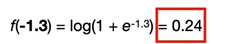 f(-1.3) = log(1 + e⁻¹·³) = 0.24